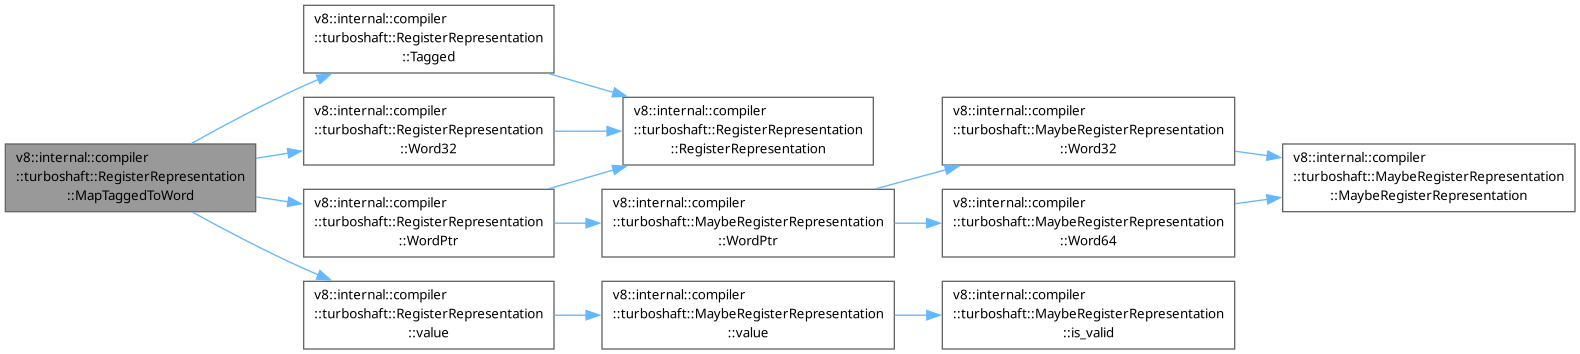 v8::internal::compiler
::turboshaft::RegisterRepresentation
::MapTaggedToWord
v8::internal::compiler
::turboshaft::RegisterRepresentation
::Tagged
v8::internal::compiler
::turboshaft::RegisterRepresentation
::Word32
v8::internal::compiler
::turboshaft::RegisterRepresentation
::WordPtr
v8::internal::compiler
::turboshaft::RegisterRepresentation
::value
v8::internal::compiler
::turboshaft::RegisterRepresentation
::RegisterRepresentation
v8::internal::compiler
::turboshaft::MaybeRegisterRepresentation
::WordPtr
v8::internal::compiler
::turboshaft::MaybeRegisterRepresentation
::value
v8::internal::compiler
::turboshaft::MaybeRegisterRepresentation
::Word32
v8::internal::compiler
::turboshaft::MaybeRegisterRepresentation
::Word64
v8::internal::compiler
::turboshaft::MaybeRegisterRepresentation
::is_valid
v8::internal::compiler
::turboshaft::MaybeRegisterRepresentation
::MaybeRegisterRepresentation